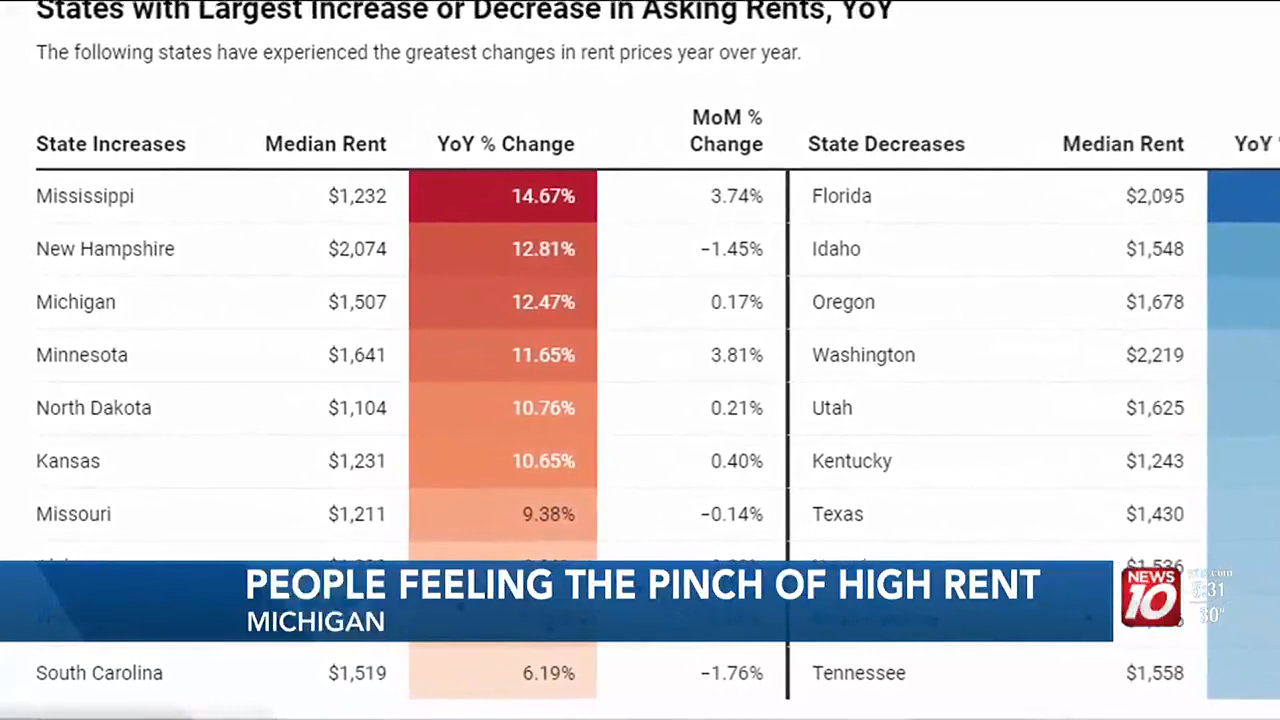 States with Largest Increase or Decrease in Asking Rents, YoY
The following states have experienced the greatest changes in rent prices year over year.
State Increases Median Rent YoY % Change MoM % Change State Decreases Median Rent YoY
Mississippi $1,232 14.67% 3.74% Florida $2,095
New Hampshire $2,074 12.81% −1.45% Idaho $1,548
Michigan $1,507 12.47% 0.17% Oregon $1,678
Minnesota $1,641 11.65% 3.81% Washington $2,219
North Dakota $1,104 10.76% 0.21% Utah $1,625
Kansas $1,231 10.65% 0.40% Kentucky $1,243
Missouri $1,211 9.38% −0.14% Texas $1,430
PEOPLE FEELING THE PINCH OF HIGH RENT
MICHIGAN
NEWS
10
5:31
30°
South Carolina $1,519 6.19% −1.76% Tennessee $1,558